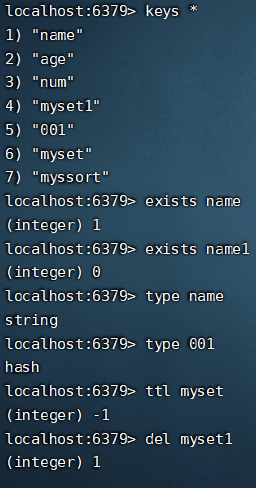 localhost:6379> keys *
1) "name"
2) "age"
3) "num"
4) "myset1"
5) "001"
6) "myset"
7) "myssort"
localhost:6379> exists name
(integer) 1
localhost:6379> exists name1
(integer) 0
localhost:6379> type name
string
localhost:6379> type 001
hash
localhost:6379> ttl myset
(integer) -1
localhost:6379> del myset1
(integer) 1